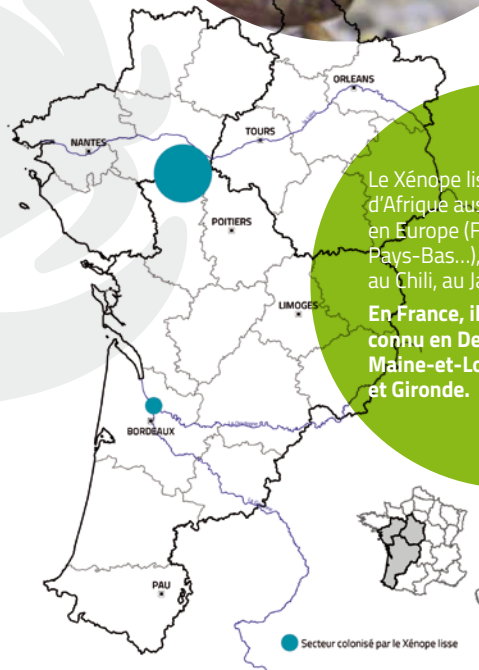 ORLEANS
TOURS
NANTES
POITIERS
LIMOGES
BORDEAUX
PAU
Le Xénope lis
d'Afrique aus
en Europe (F
Pays-Bas...),
au Chili, au Ja
En France, il
connu en De
Maine-et-Lo
et Gironde.
Secteur colonisé par le Xénope lisse